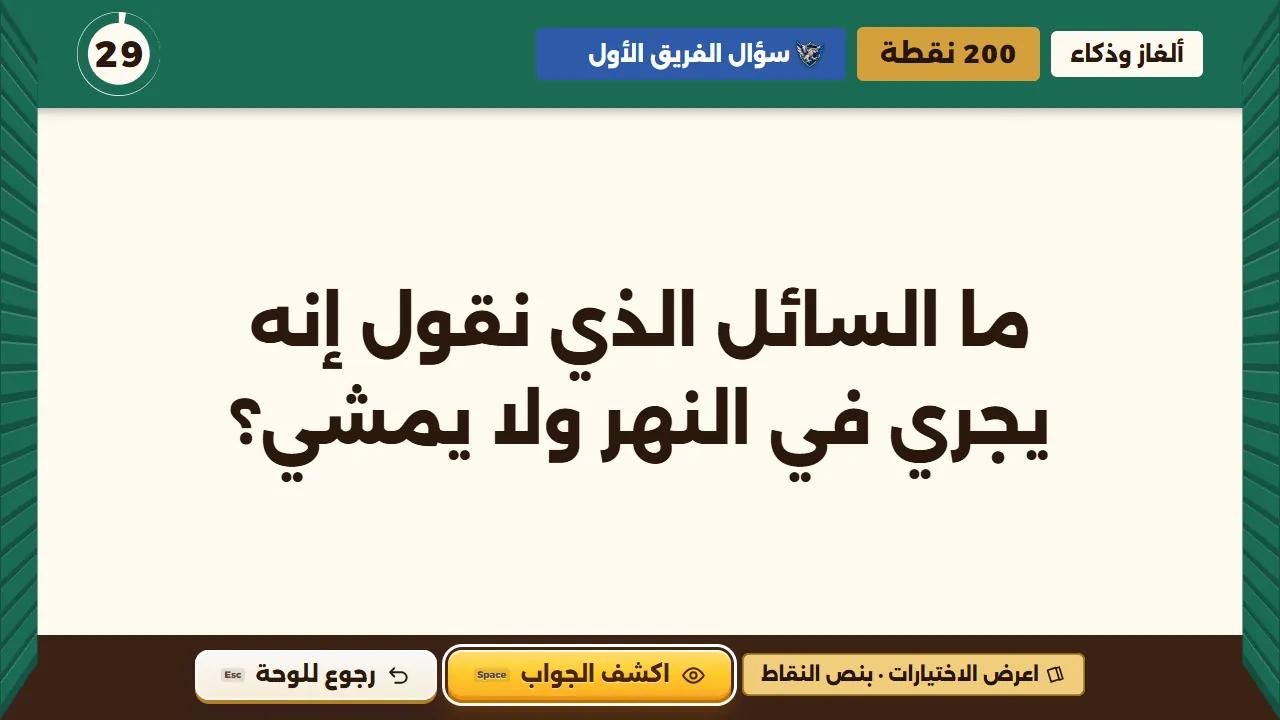 ألغاز وذكاء
200 نقطة
سؤال الفريق الأول
29
ما السائل الذي نقول إنه
يجري في النهر ولا يمشي؟
اعرض الاختيارات · بنص النقاط
اكشف الجواب Space
رجوع للوحة Esc